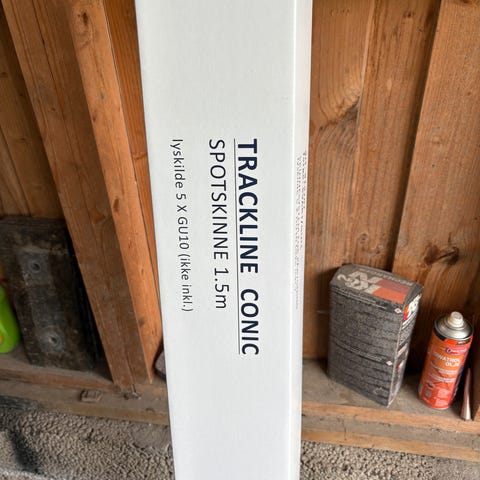 TRACKLINE CONIC
SPOTSKINNE 1.5m
lyskilde 5 X GU10 (ikke inkl.)
K&N